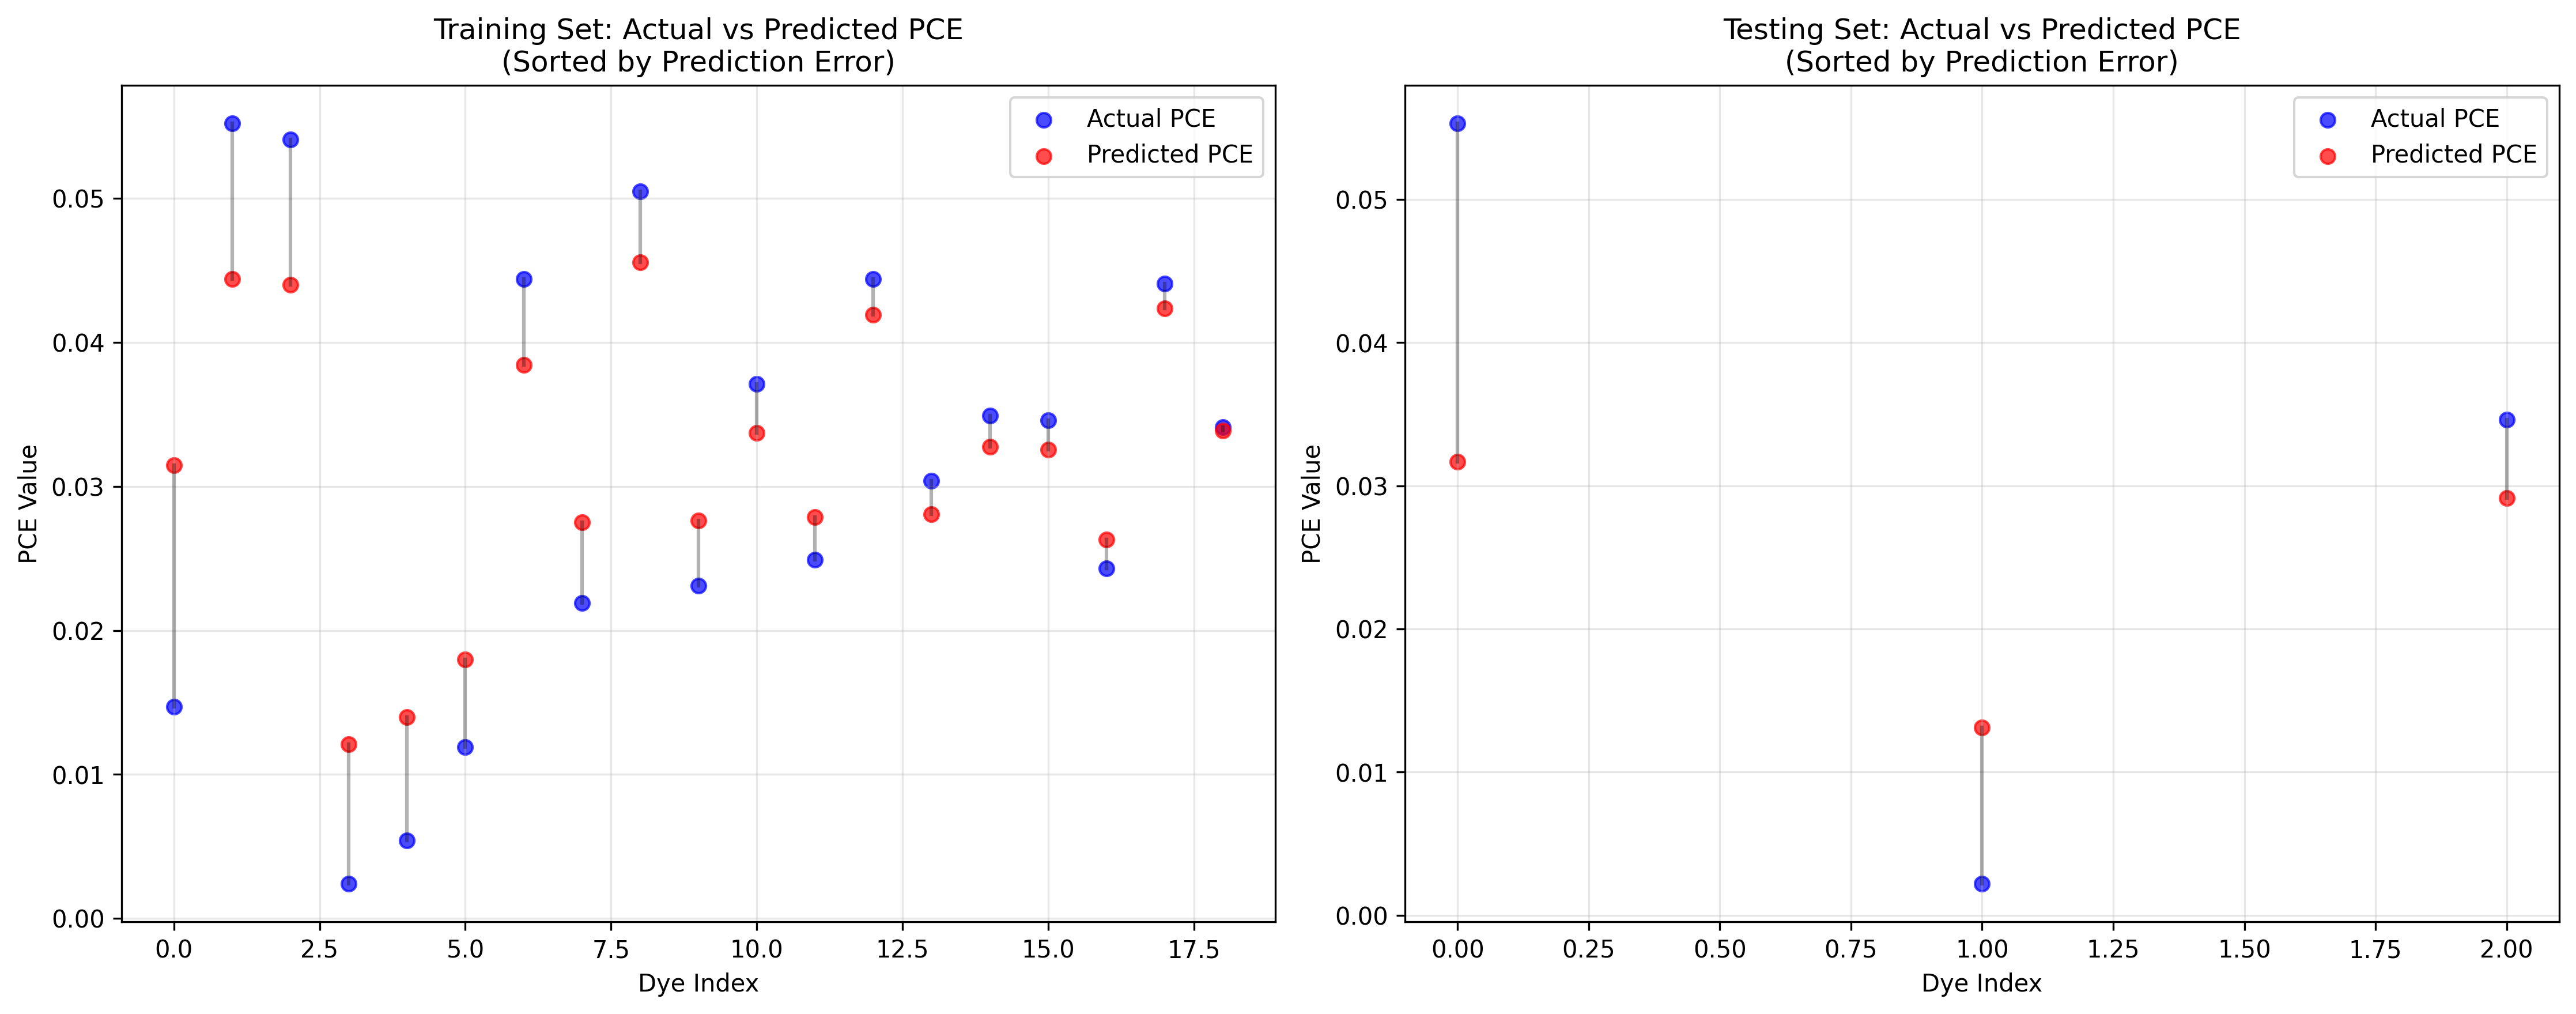 Training Set: Actual vs Predicted PCE
(Sorted by Prediction Error)
Actual PCE
Predicted PCE
PCE Value
0.05
0.04
0.03
0.02
0.01
0.00
0.0 2.5 5.0 7.5 10.0 12.5 15.0 17.5
Dye Index
Testing Set: Actual vs Predicted PCE
(Sorted by Prediction Error)
Actual PCE
Predicted PCE
PCE Value
0.05
0.04
0.03
0.02
0.01
0.00
0.00 0.25 0.50 0.75 1.00 1.25 1.50 1.75 2.00
Dye Index